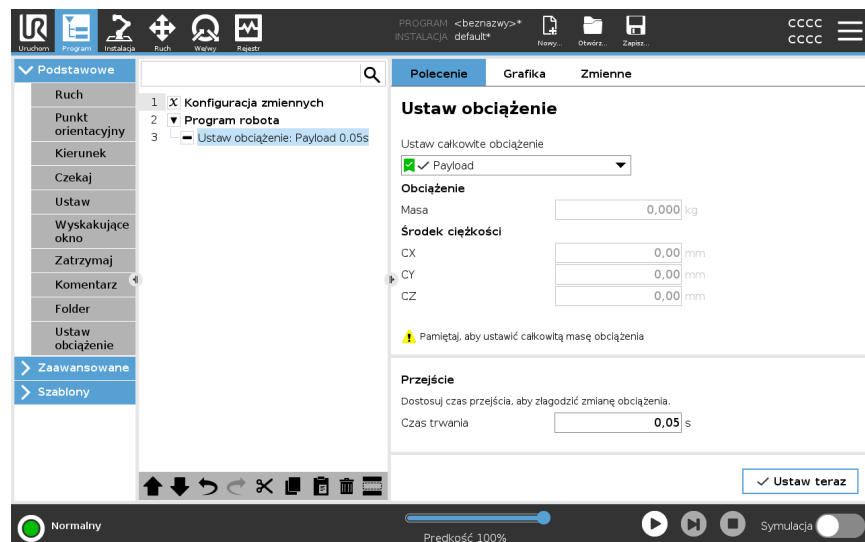 PROGRAM <beznazwy>*
INSTALACJA default*
Uruchom
Program
Instalacja
Ruch
We/wy
Rejestr
Nowy...
Otwórz...
Zapisz...
cccc
cccc
Podstawowe
Ruch
Punkt
orientacyjny
Kierunek
Czekaj
Ustaw
Wyskakujące
okno
Zatrzymaj
Komentarz
Folder
Ustaw
obciążenie
Zaawansowane
Szablony
1 X Konfiguracja zmiennych
2 Program robota
3 Ustaw obciążenie: Payload 0.05s
Polecenie Grafika Zmienne
Ustaw obciążenie
Ustaw całkowite obciążenie
Payload
Obciążenie
Masa 0,000 kg
Środek ciężkości
CX 0,00 mm
CY 0,00 mm
CZ 0,00 mm
Pamiętaj, aby ustawić całkowitą masę obciążenia
Przejście
Dostosuj czas przejścia, aby złagodzić zmianę obciążenia.
Czas trwania 0,05 s
Ustaw teraz
Normalny
Prędkość 100%
Symulacja